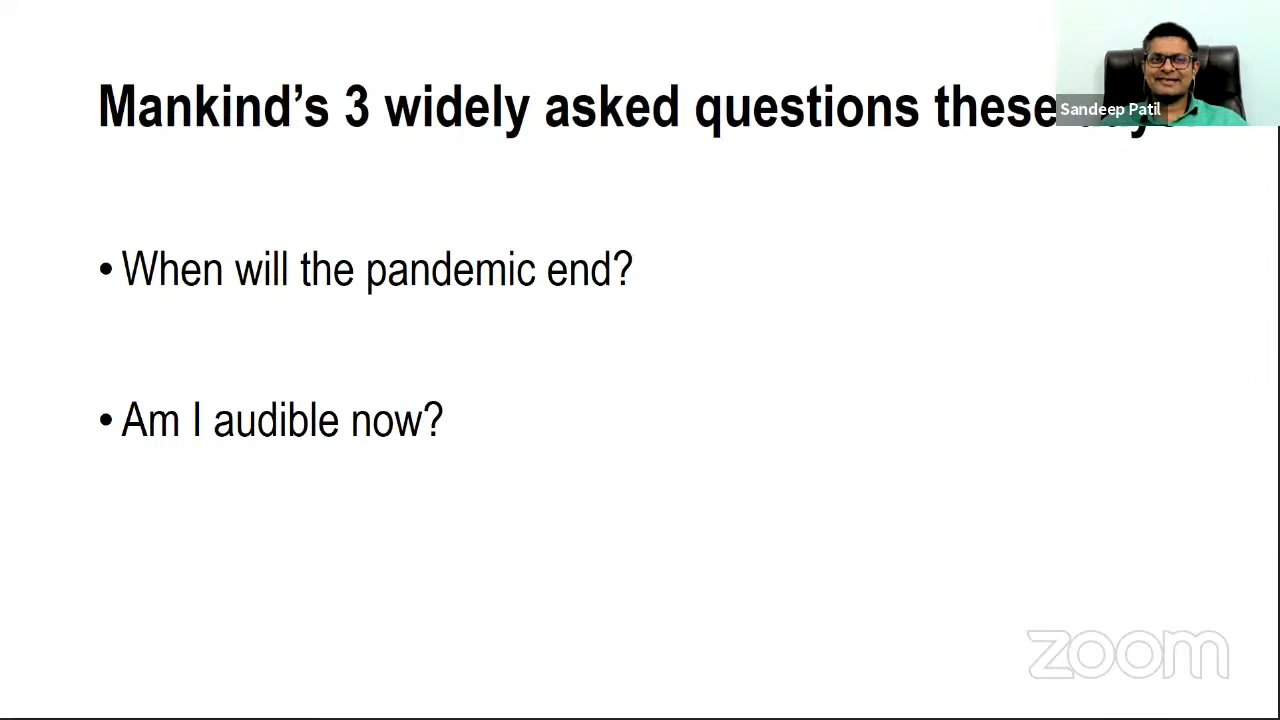 Mankind's 3 widely asked questions these
Sandeep Patil
• When will the pandemic end?
• Am I audible now?
zoom